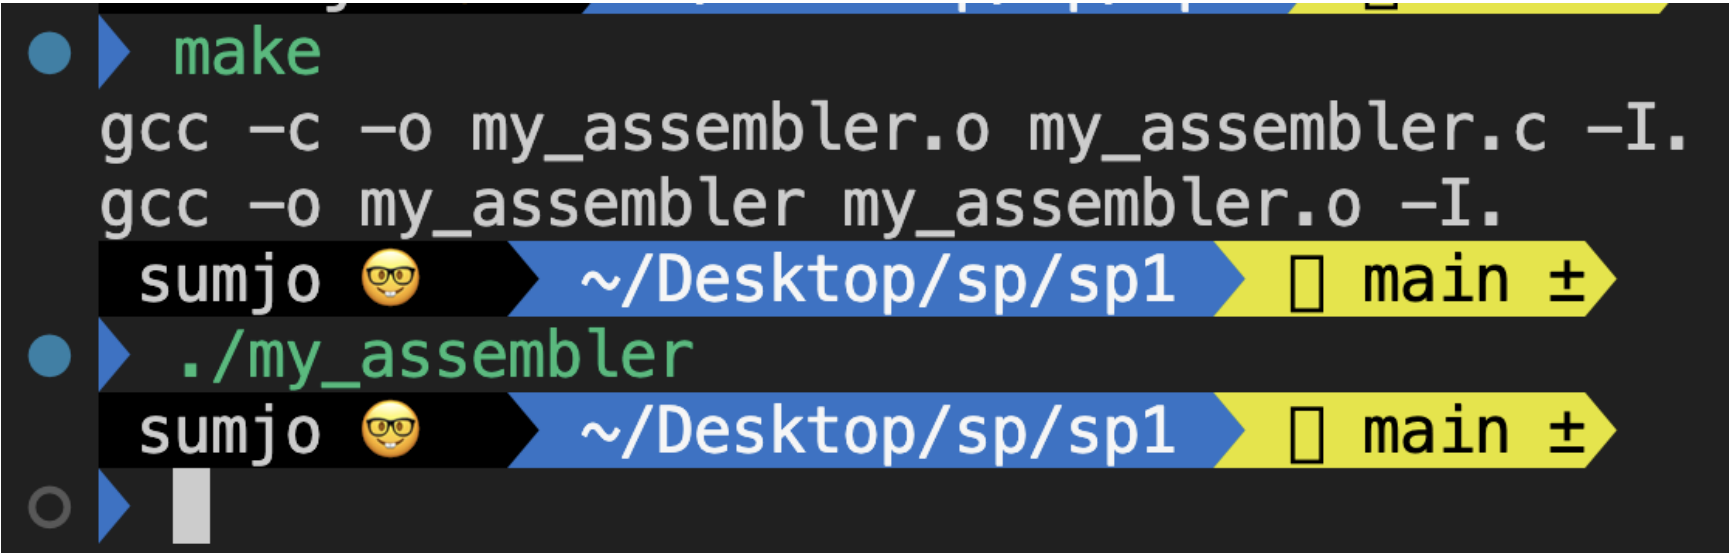 make
gcc -c -o my_assembler.o my_assembler.c -I.
gcc -o my_assembler my_assembler.o -I.
sumjo 🤓 ~/Desktop/sp/sp1 main ±
./my_assembler
sumjo 🤓 ~/Desktop/sp/sp1 main ±